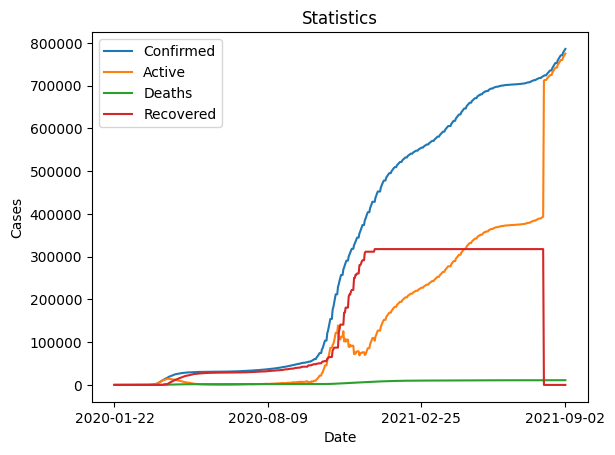 Statistics
Confirmed
Active
Deaths
Recovered
800000
700000
600000
500000
400000
300000
200000
100000
0
Cases
2020-01-22
2020-08-09
2021-02-25
2021-09-02
Date